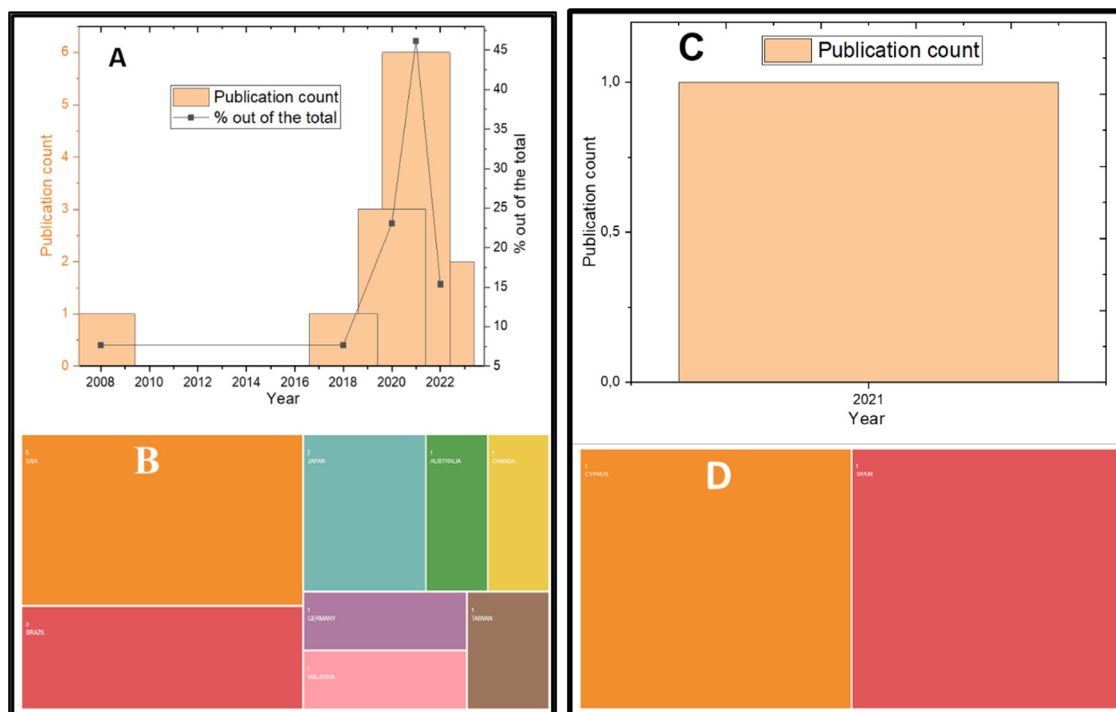 A
Publication count
% out of the total
6
5
4
3
2
1
0
Publication count
45
40
35
30
25
20
15
10
5
% out of the total
2008 2010 2012 2014 2016 2018 2020 2022
Year
B
5
USA
3
BRAZIL
2
JAPAN
1
AUSTRALIA
1
CANADA
1
GERMANY
1
MALAYSIA
1
TAIWAN
C
Publication count
1,0
0,5
0,0
Publication count
2021
Year
D
1
CYPRUS
1
SPAIN